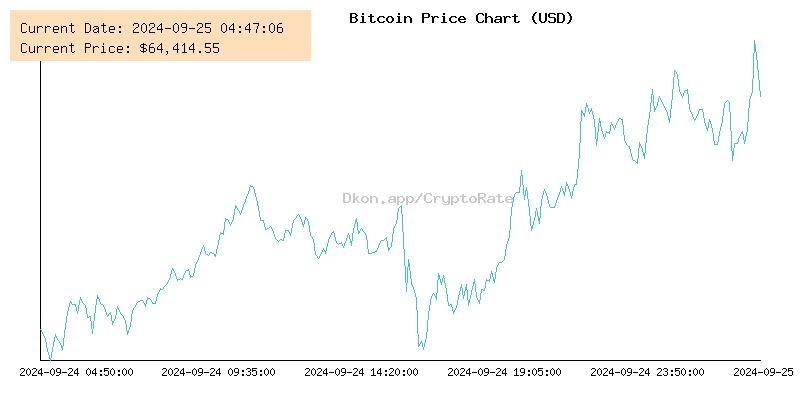 Bitcoin Price Chart (USD)
Current Date: 2024-09-25 04:47:06
Current Price: $64,414.55
Dkon.app/CryptoRate
2024-09-24 04:50:00 2024-09-24 09:35:00 2024-09-24 14:20:00 2024-09-24 19:05:00 2024-09-24 23:50:00 2024-09-25